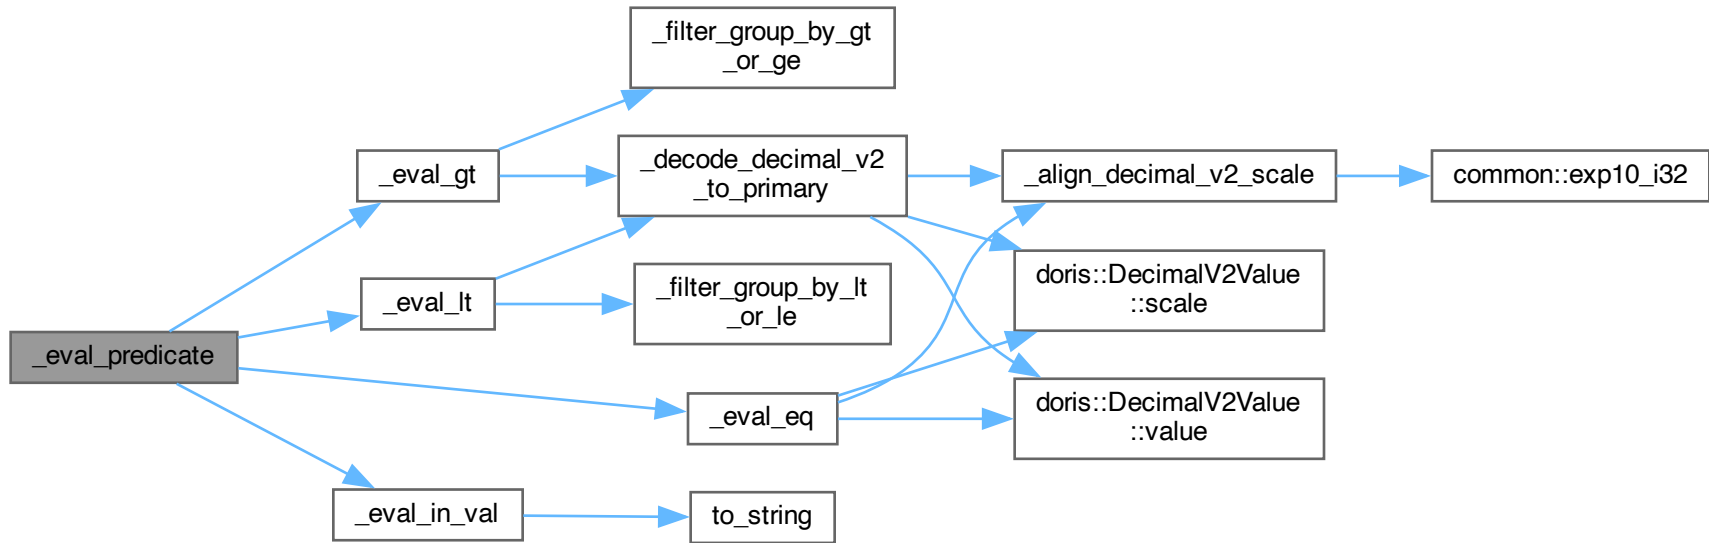 _filter_group_by_gt
_or_ge
_eval_gt
_decode_decimal_v2
_to_primary
_align_decimal_v2_scale
common::exp10_i32
doris::DecimalV2Value
::scale
_eval_lt
_filter_group_by_lt
_or_le
_eval_predicate
doris::DecimalV2Value
::value
_eval_eq
_eval_in_val
to_string